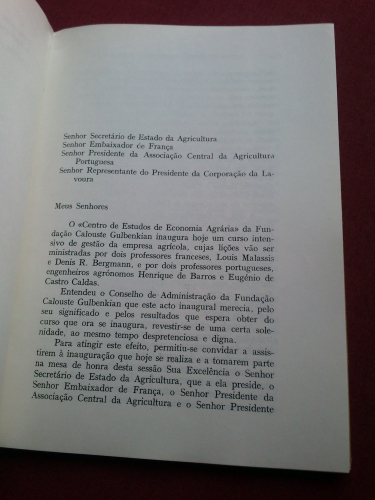 Senhor Secretário de Estado da Agricultura
Senhor Embaixador de França
Senhor Presidente da Associação Central da Agricultura
Portuguesa
Senhor Representante do Presidente da Corporação da La-
voura
Meus Senhores
O «Centro de Estudos de Economia Agrária» da Fun-
dação Calouste Gulbenkian inaugura hoje um curso inten-
sivo de gestão da empresa agrícola, cujas lições vão ser
ministradas por dois professores franceses, Louis Malassis
e Denis R. Bergmann, e por dois professores portugueses,
engenheiros agrónomos Henrique de Barros e Eugénio de
Castro Caldas.
Entendeu o Conselho de Administração da Fundação
Calouste Gulbenkian que este acto inaugural merecia, pelo
seu significado e pelos resultados que espera obter do
curso que ora se inaugura, revestir-se de uma certa sole-
nidade, ao mesmo tempo despretenciosa e digna.
Para atingir este efeito, permitiu-se convidar a assis-
tirem à inauguração que hoje se realiza e a tomarem parte
na mesa de honra desta sessão Sua Excelência o Senhor
Secretário de Estado da Agricultura, que a ela preside, o
Senhor Embaixador de França, o Senhor Presidente da
Associação Central da Agricultura e o Senhor Presidente